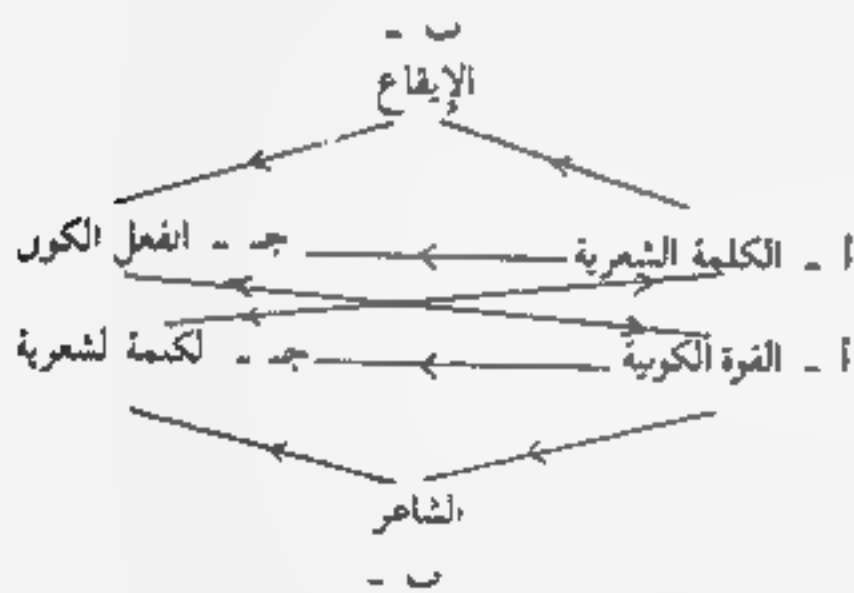 ب -
الإيقاع
أ - الكلمة الشعرية جـ - الفعل الكون
أ - القوة الكونية جـ - لكلمة لشعرية
الشاعر
ب -